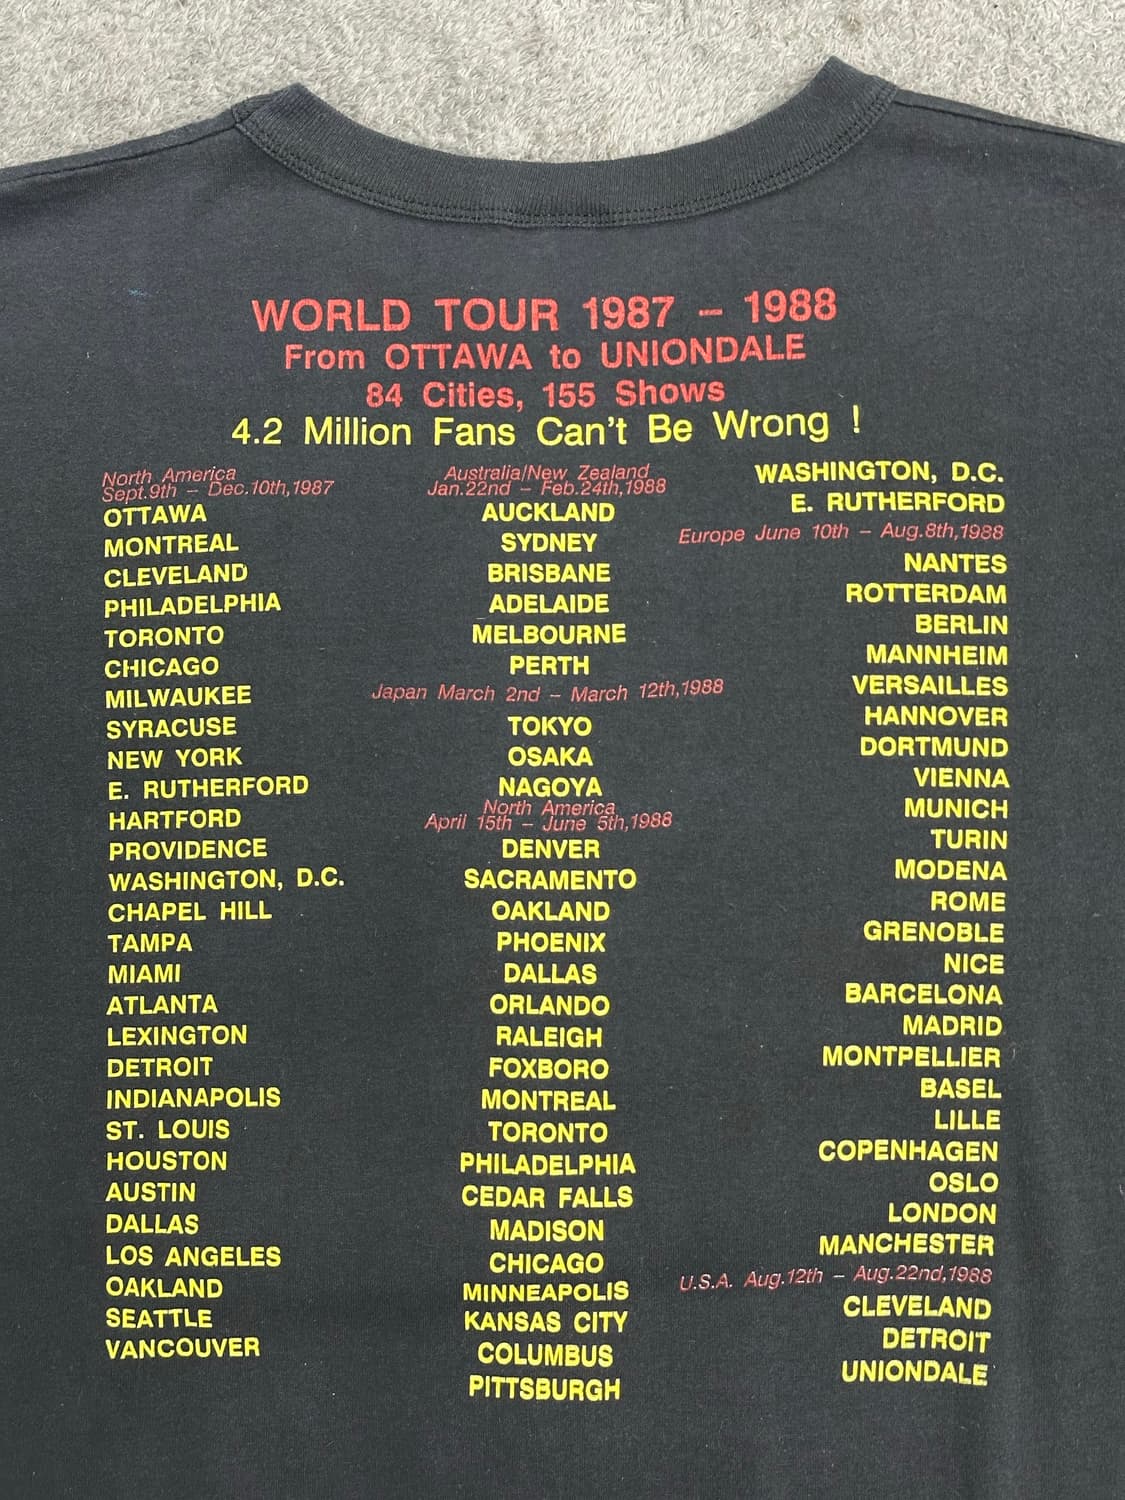 WORLD TOUR 1987 – 1988
From OTTAWA to UNIONDALE
84 Cities, 155 Shows
4.2 Million Fans Can't Be Wrong !
North America
Sept.9th – Dec.10th,1987
OTTAWA
MONTREAL
CLEVELAND
PHILADELPHIA
TORONTO
CHICAGO
MILWAUKEE
SYRACUSE
NEW YORK
E. RUTHERFORD
HARTFORD
PROVIDENCE
WASHINGTON, D.C.
CHAPEL HILL
TAMPA
MIAMI
ATLANTA
LEXINGTON
DETROIT
INDIANAPOLIS
ST. LOUIS
HOUSTON
AUSTIN
DALLAS
LOS ANGELES
OAKLAND
SEATTLE
VANCOUVER
Australia/New Zealand
Jan.22nd – Feb.24th,1988
AUCKLAND
SYDNEY
BRISBANE
ADELAIDE
MELBOURNE
PERTH
Japan March 2nd – March 12th,1988
TOKYO
OSAKA
NAGOYA
North America
April 15th – June 5th,1988
DENVER
SACRAMENTO
OAKLAND
PHOENIX
DALLAS
ORLANDO
RALEIGH
FOXBORO
MONTREAL
TORONTO
PHILADELPHIA
CEDAR FALLS
MADISON
CHICAGO
MINNEAPOLIS
KANSAS CITY
COLUMBUS
PITTSBURGH
WASHINGTON, D.C.
E. RUTHERFORD
Europe June 10th – Aug.8th,1988
NANTES
ROTTERDAM
BERLIN
MANNHEIM
VERSAILLES
HANNOVER
DORTMUND
VIENNA
MUNICH
TURIN
MODENA
ROME
GRENOBLE
NICE
BARCELONA
MADRID
MONTPELLIER
BASEL
LILLE
COPENHAGEN
OSLO
LONDON
MANCHESTER
U.S.A. Aug.12th – Aug.22nd,1988
CLEVELAND
DETROIT
UNIONDALE